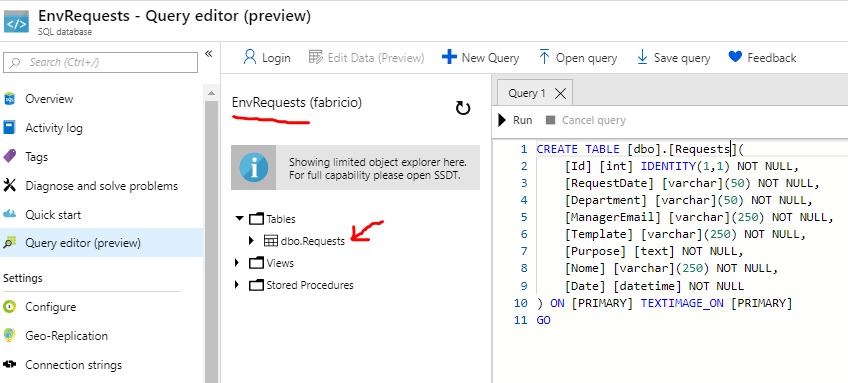 EnvRequests - Query editor (preview)
SQL database
Search (Ctrl+/)
«
Overview
Activity log
Tags
Diagnose and solve problems
Quick start
Query editor (preview)
Settings
Configure
Geo-Replication
Connection strings
Login
Edit Data (Preview)
New Query
Open query
Save query
Feedback
EnvRequests (fabricio)
Showing limited object explorer here.
For full capability please open SSDT.
Tables
dbo.Requests
Views
Stored Procedures
Query 1
Run
Cancel query
1 CREATE TABLE [dbo].[Requests](
2 [Id] [int] IDENTITY(1,1) NOT NULL,
3 [RequestDate] [varchar](50) NOT NULL,
4 [Department] [varchar](50) NOT NULL,
5 [ManagerEmail] [varchar](250) NOT NULL,
6 [Template] [varchar](250) NOT NULL,
7 [Purpose] [text] NOT NULL,
8 [Nome] [varchar](250) NOT NULL,
9 [Date] [datetime] NOT NULL
10 ) ON [PRIMARY] TEXTIMAGE_ON [PRIMARY]
11 GO